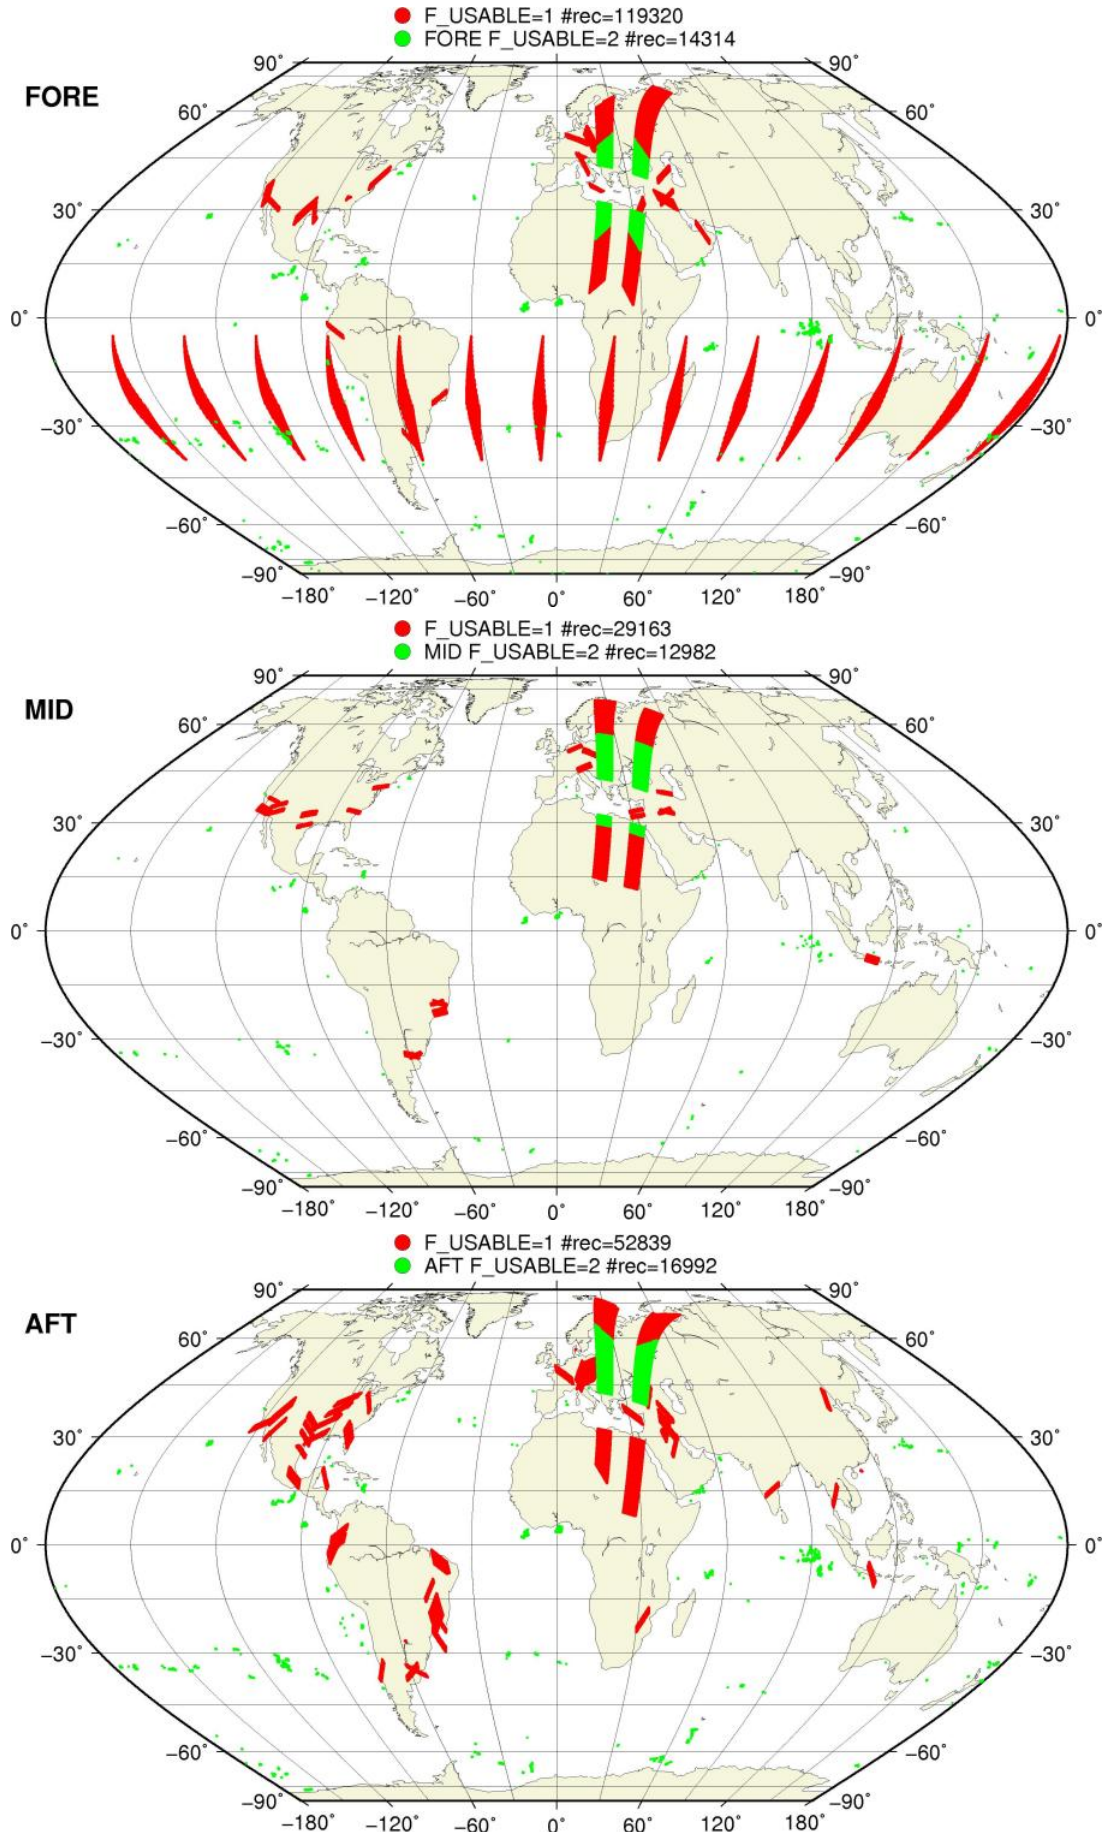 F_USABLE=1 #rec=119320
FORE F_USABLE=2 #rec=14314
FORE
90˚ 90˚
60˚ 60˚
30˚ 30˚
0˚ 0˚
−30˚ −30˚
−60˚ −60˚
−90˚ −90˚
−180˚ −120˚ −60˚ 0˚ 60˚ 120˚ 180˚
F_USABLE=1 #rec=29163
MID F_USABLE=2 #rec=12982
MID
90˚ 90˚
60˚ 60˚
30˚ 30˚
0˚ 0˚
−30˚ −30˚
−60˚ −60˚
−90˚ −90˚
−180˚ −120˚ −60˚ 0˚ 60˚ 120˚ 180˚
F_USABLE=1 #rec=52839
AFT F_USABLE=2 #rec=16992
AFT
90˚ 90˚
60˚ 60˚
30˚ 30˚
0˚ 0˚
−30˚ −30˚
−60˚ −60˚
−90˚ −90˚
−180˚ −120˚ −60˚ 0˚ 60˚ 120˚ 180˚